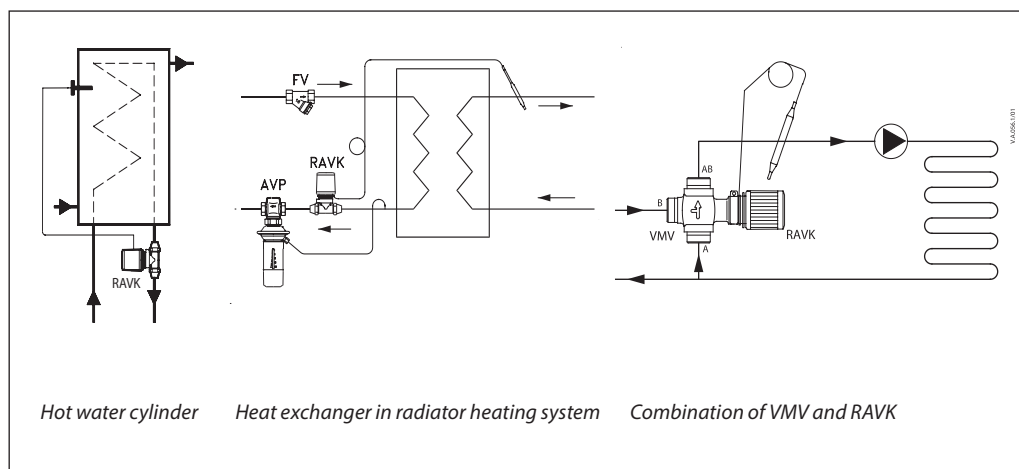 RAVK
Hot water cylinder
FV
RAVK
AVP
Heat exchanger in radiator heating system
AB
B
VMV
A
RAVK
V.A.056.1/01
Combination of VMV and RAVK